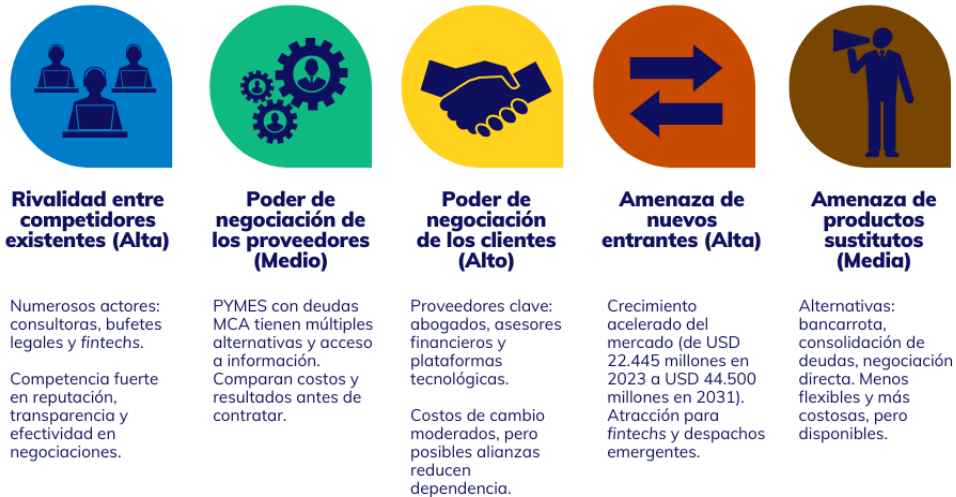 Rivalidad entre
competidores
existentes (Alta)
Numerosos actores:
consultoras, bufetes
legales y fintechs.
Competencia fuerte
en reputación,
transparencia y
efectividad en
negociaciones.
Poder de
negociación de
los proveedores
(Medio)
PYMES con deudas
MCA tienen múltiples
alternativas y acceso
a información.
Comparan costos y
resultados antes de
contratar.
Poder de
negociación
de los clientes
(Alto)
Proveedores clave:
abogados, asesores
financieros y
plataformas
tecnológicas.
Costos de cambio
moderados, pero
posibles alianzas
reducen
dependencia.
Amenaza de
nuevos
entrantes (Alta)
Crecimiento
acelerado del
mercado (de USD
22.445 millones en
2023 a USD 44.500
millones en 2031).
Atracción para
fintechs y despachos
emergentes.
Amenaza de
productos
sustitutos
(Media)
Alternativas:
bancarrota,
consolidación de
deudas, negociación
directa. Menos
flexibles y más
costosas, pero
disponibles.